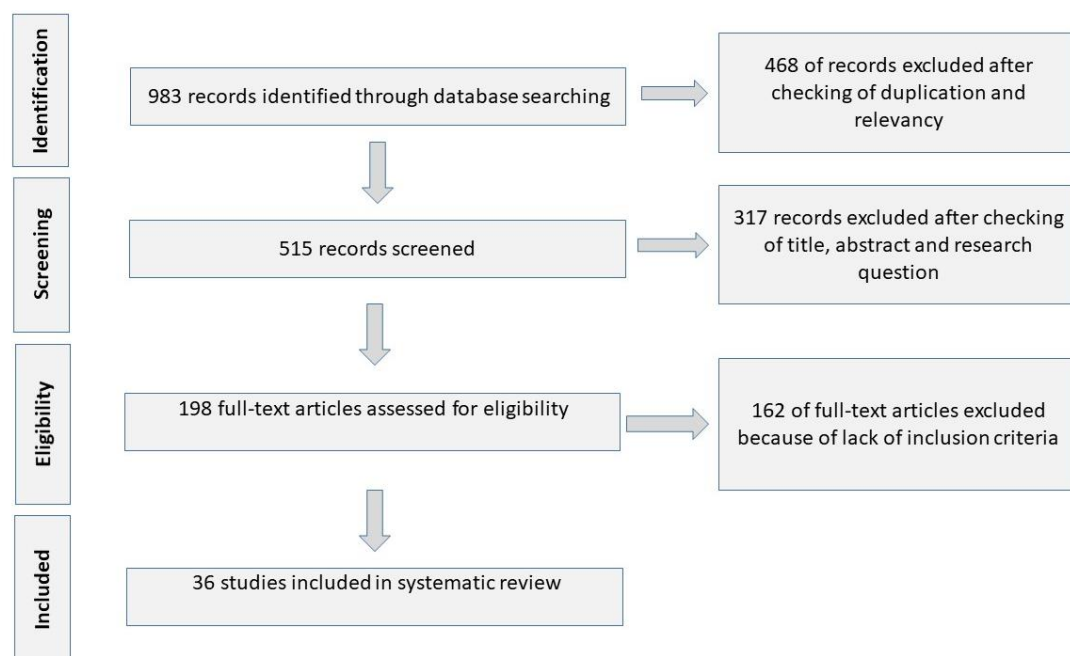 Identification
983 records identified through database searching
468 of records excluded after
checking of duplication and
relevancy
Screening
515 records screened
317 records excluded after checking
of title, abstract and research
question
Eligibility
198 full-text articles assessed for eligibility
162 of full-text articles excluded
because of lack of inclusion criteria
Included
36 studies included in systematic review